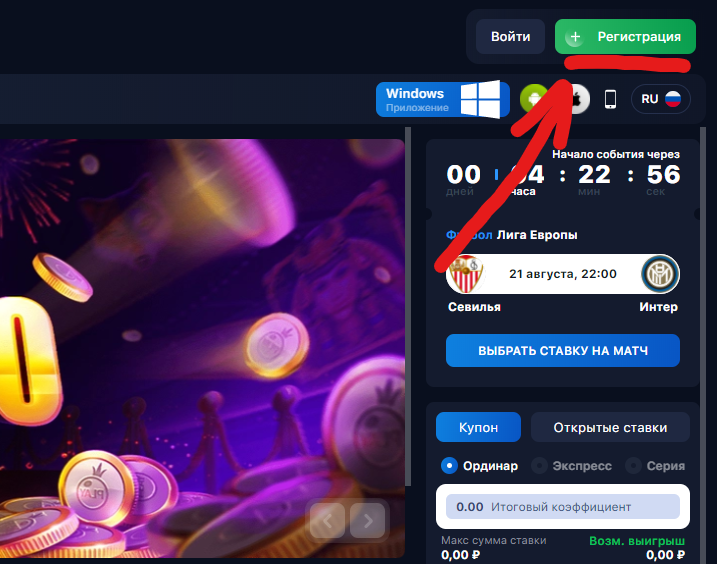 Войти
Регистрация
Windows
Приложение
RU
Начало события через
00 : 04 : 22 : 56
дней часа мин сек
Футбол Лига Европы
21 августа, 22:00
Севилья
Интер
ВЫБРАТЬ СТАВКУ НА МАТЧ
Купон
Открытые ставки
Ординар
Экспресс
Серия
0.00 Итоговый коэффициент
Макс сумма ставки
Возм. выигрыш
0,00 ₽
0,00 ₽